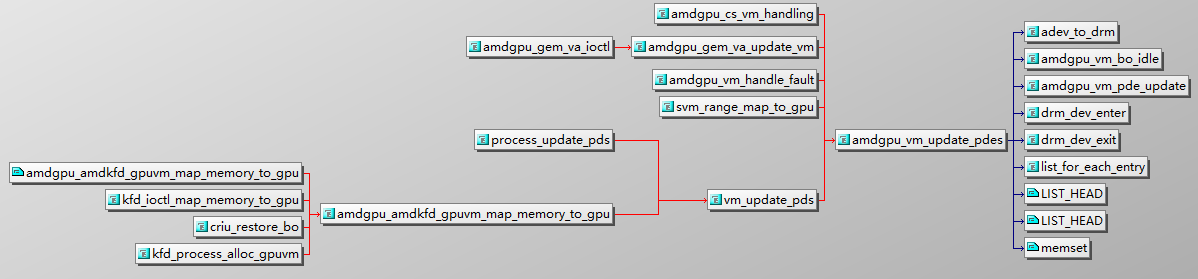 amdgpu_cs_vm_handling
amdgpu_gem_va_ioctl
amdgpu_gem_va_update_vm
amdgpu_vm_handle_fault
svm_range_map_to_gpu
process_update_pds
amdgpu_amdkfd_gpuvm_map_memory_to_gpu
kfd_ioctl_map_memory_to_gpu
criu_restore_bo
kfd_process_alloc_gpuvm
amdgpu_amdkfd_gpuvm_map_memory_to_gpu
vm_update_pds
amdgpu_vm_update_pdes
adev_to_drm
amdgpu_vm_bo_idle
amdgpu_vm_pde_update
drm_dev_enter
drm_dev_exit
list_for_each_entry
LIST_HEAD
LIST_HEAD
memset